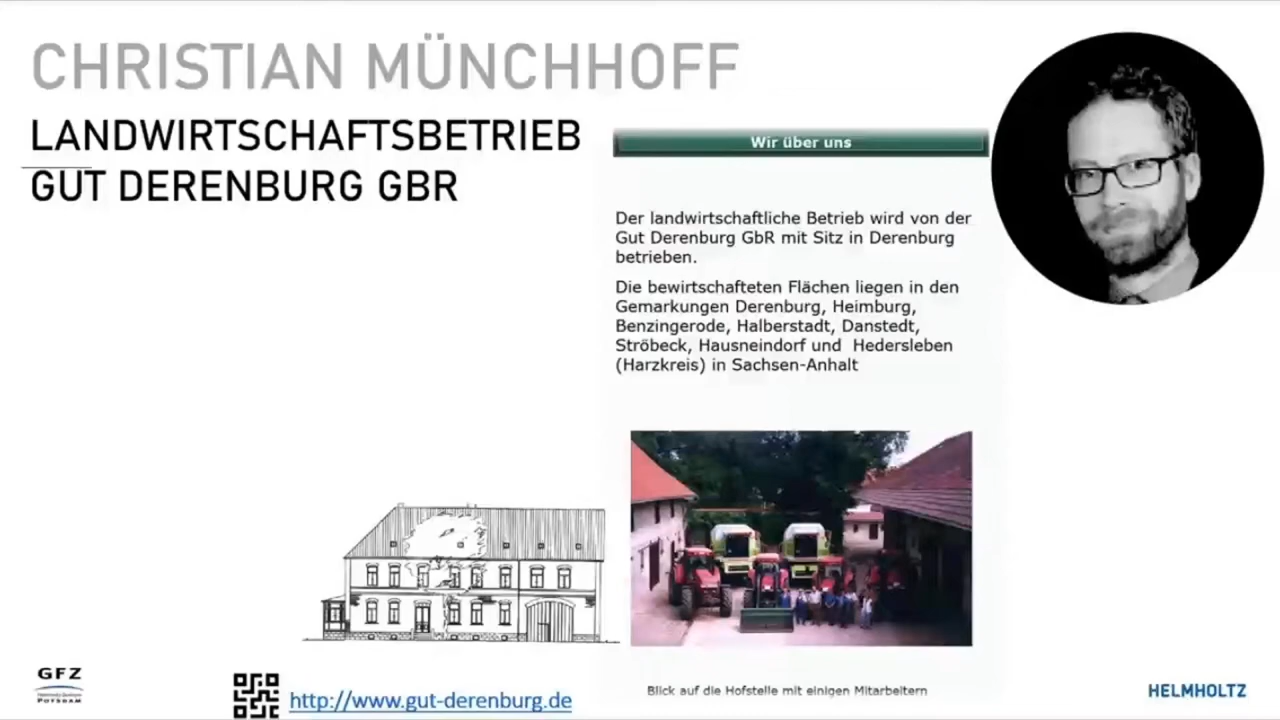 CHRISTIAN MÜNCHHOFF
LANDWIRTSCHAFTSBETRIEB
GUT DERENBURG GBR
Wir über uns
Der landwirtschaftliche Betrieb wird von der
Gut Derenburg GbR mit Sitz in Derenburg
betrieben.
Die bewirtschafteten Flächen liegen in den
Gemarkungen Derenburg, Heimburg,
Benzingerode, Halberstadt, Danstedt,
Ströbeck, Hausneindorf und Hedersleben
(Harzkreis) in Sachsen-Anhalt
Blick auf die Hofstelle mit einigen Mitarbeitern
GFZ
POTSDAM
http://www.gut-derenburg.de
HELMHOLTZ